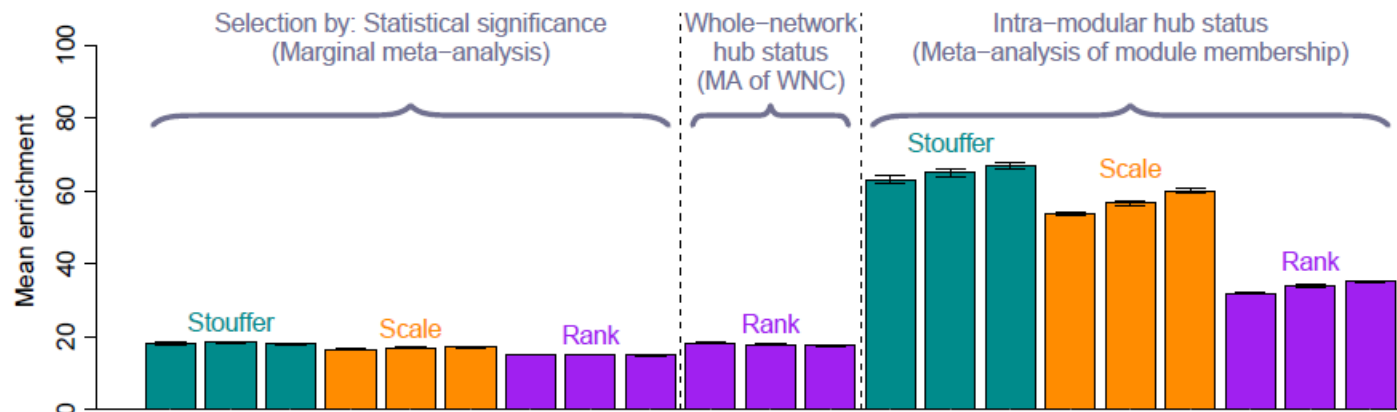 Selection by: Statistical significance
(Marginal meta−analysis)
Whole−network
hub status
(MA of WNC)
Intra−modular hub status
(Meta−analysis of module membership)
Mean enrichment
100
80
60
40
20
0
Stouffer
Scale
Rank
Rank
Stouffer
Scale
Rank